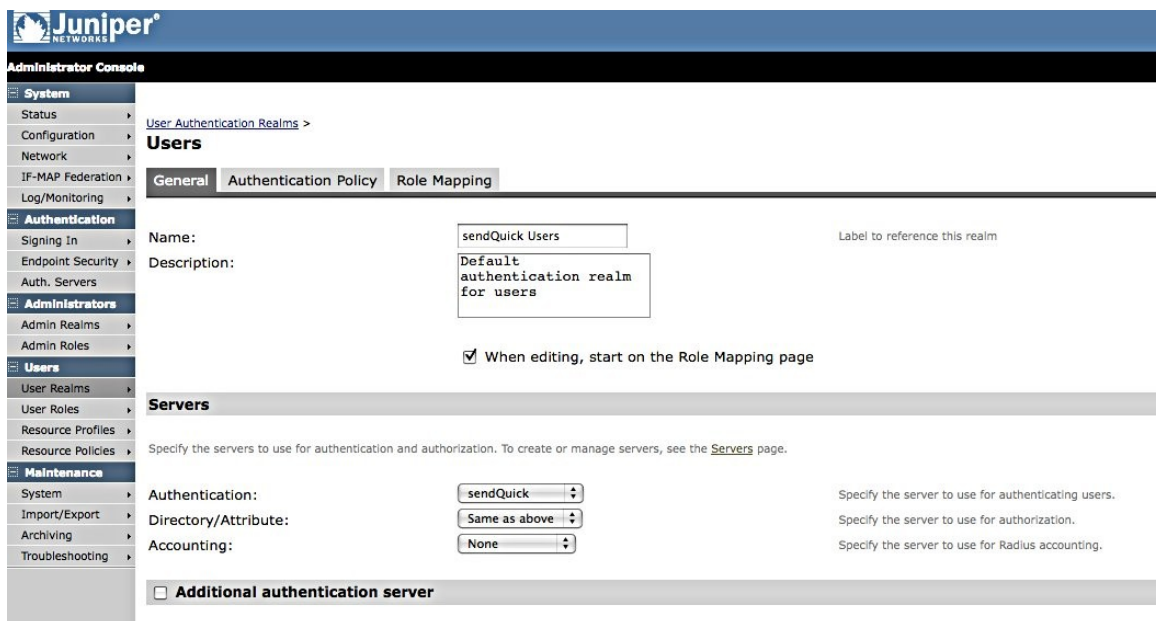 Juniper®
NETWORKS
Administrator Console
System
Status
Configuration
Network
IF-MAP Federation
Log/Monitoring
Authentication
Signing In
Endpoint Security
Auth. Servers
Administrators
Admin Realms
Admin Roles
Users
User Realms
User Roles
Resource Profiles
Resource Policies
Maintenance
System
Import/Export
Archiving
Troubleshooting
User Authentication Realms >
Users
General Authentication Policy Role Mapping
Name: sendQuick Users Label to reference this realm
Description: Default
authentication realm
for users
When editing, start on the Role Mapping page
Servers
Specify the servers to use for authentication and authorization. To create or manage servers, see the Servers page.
Authentication: sendQuick Specify the server to use for authenticating users.
Directory/Attribute: Same as above Specify the server to use for authorization.
Accounting: None Specify the server to use for Radius accounting.
Additional authentication server